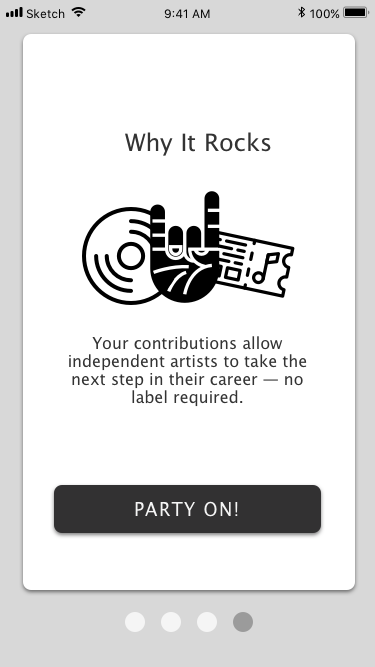 Sketch 9:41 AM 100%
Why It Rocks
Your contributions allow
independent artists to take the
next step in their career — no
label required.
PARTY ON!